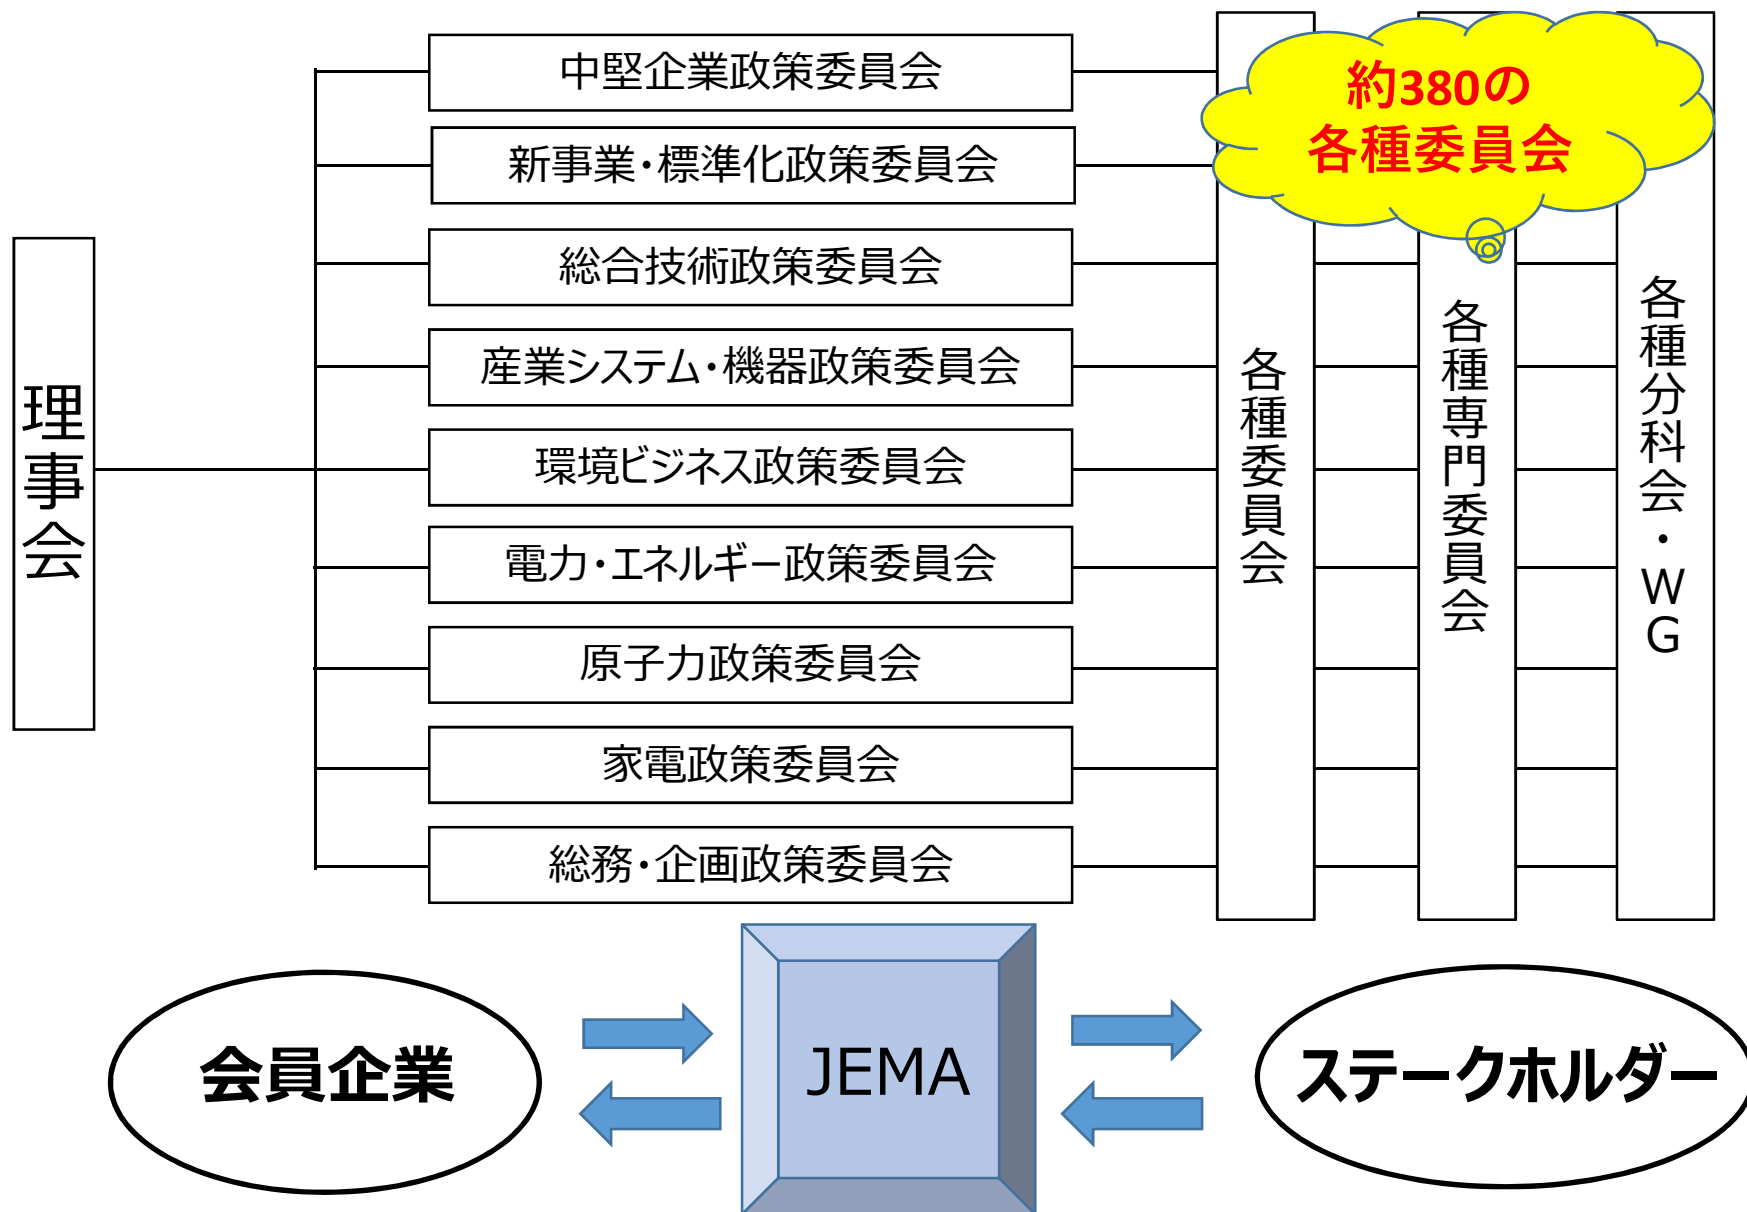 理事会
中堅企業政策委員会
新事業・標準化政策委員会
総合技術政策委員会
産業システム・機器政策委員会
環境ビジネス政策委員会
電力・エネルギー政策委員会
原子力政策委員会
家電政策委員会
総務・企画政策委員会
約380の
各種委員会
各種委員会
各種専門委員会
各種分科会・WG
会員企業
JEMA
ステークホルダー